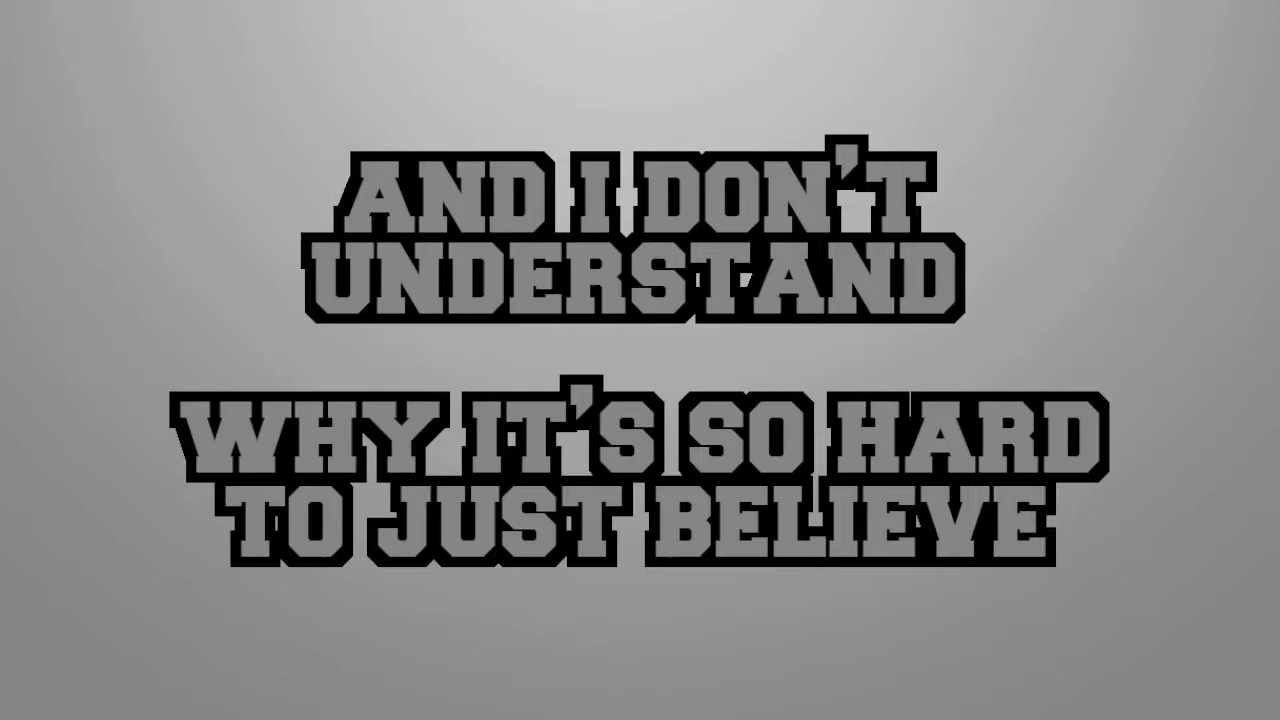 AND I DON'T
UNDERSTAND
WHY IT'S SO HARD
TO JUST BELIEVE